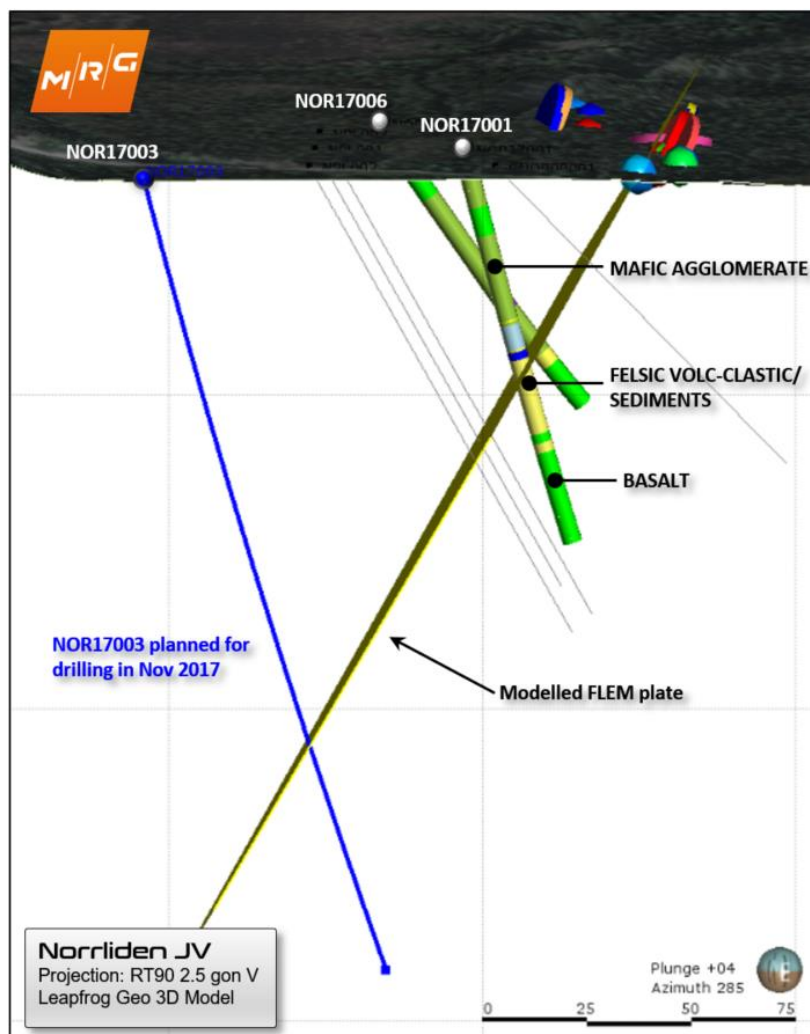 M/R/G
NOR17006
NOR17001
NOR17003
MAFIC AGGLOMERATE
FELSIC VOLC-CLASTIC/
SEDIMENTS
BASALT
NOR17003 planned for
drilling in Nov 2017
Modelled FLEM plate
Norrliden JV
Projection: RT90 2.5 gon V
Leapfrog Geo 3D Model
Plunge +04
Azimuth 285
0 25 50 75